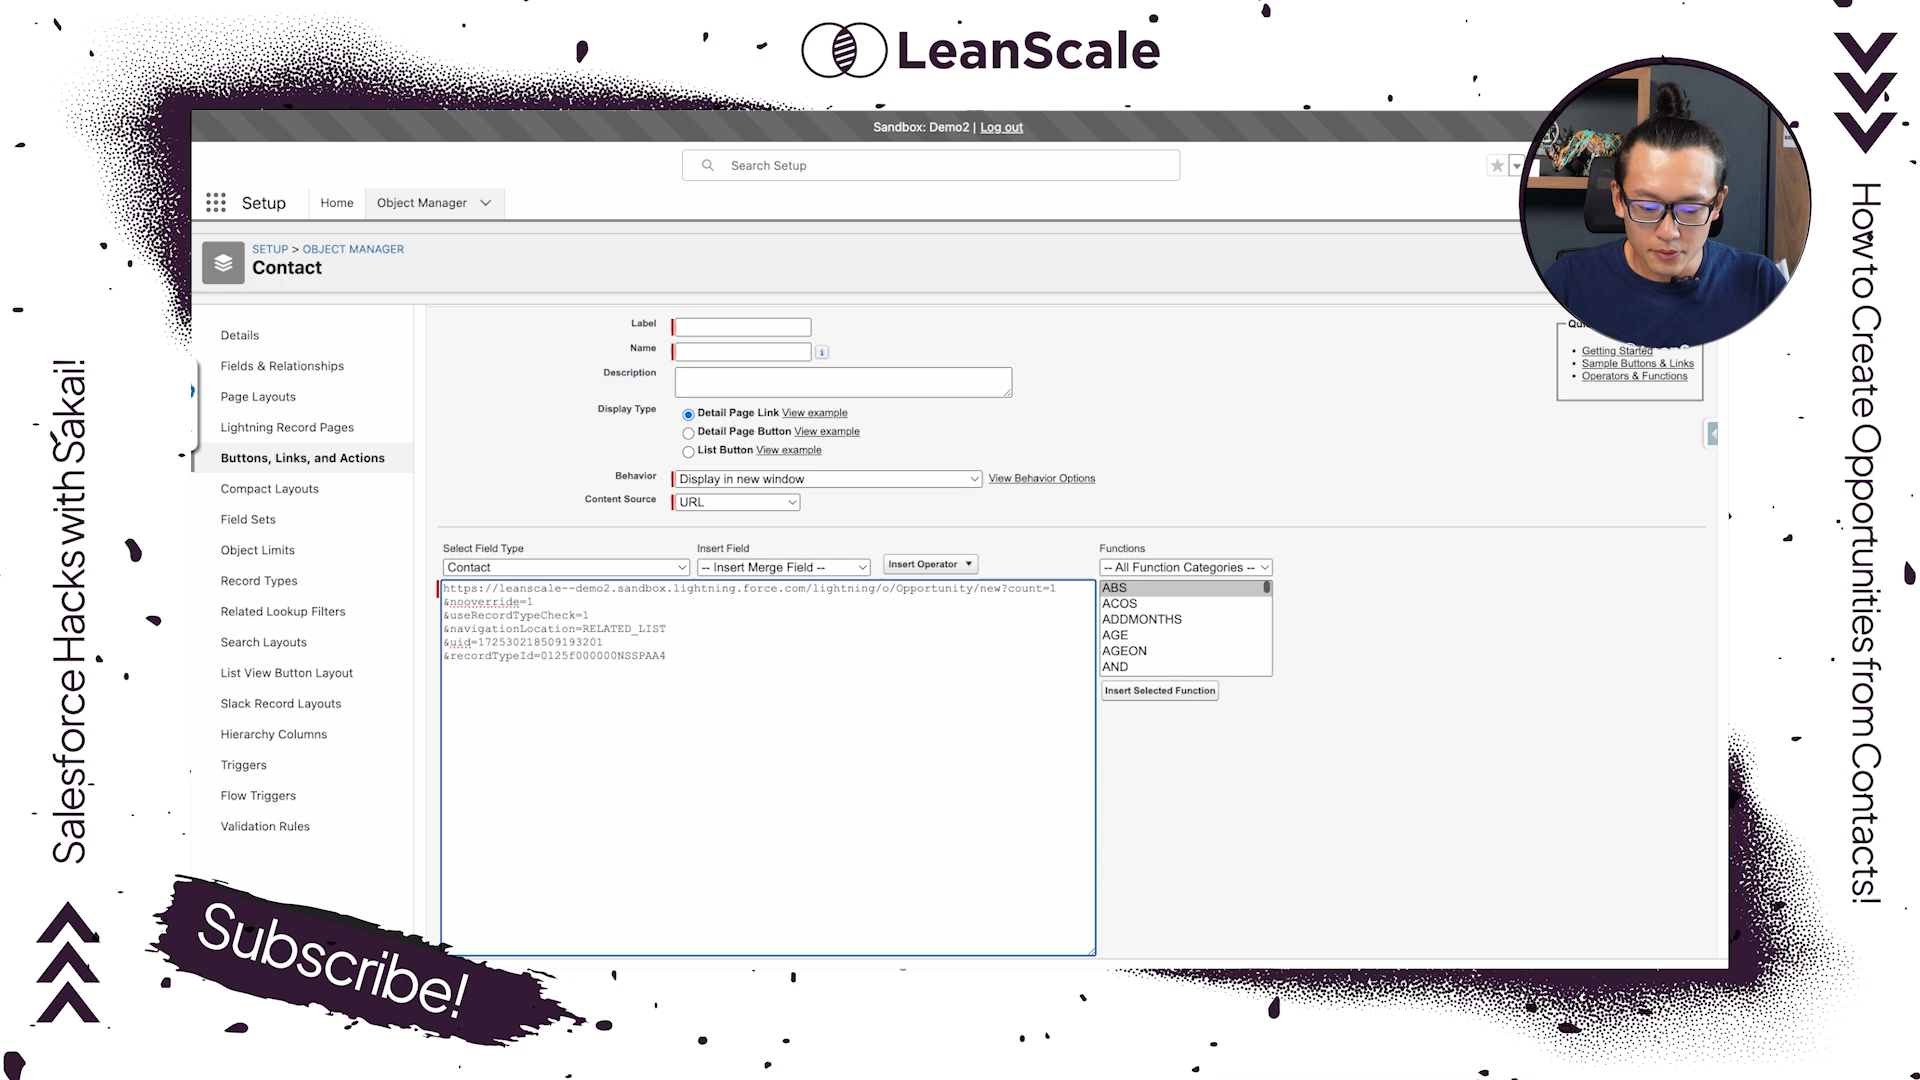 LeanScale
Sandbox: Demo2 | Log out
Search Setup
Setup
Home
Object Manager
SETUP > OBJECT MANAGER
Contact
Details
Fields & Relationships
Page Layouts
Lightning Record Pages
Buttons, Links, and Actions
Compact Layouts
Field Sets
Object Limits
Record Types
Related Lookup Filters
Search Layouts
List View Button Layout
Slack Record Layouts
Hierarchy Columns
Triggers
Flow Triggers
Validation Rules
Label
Name
Description
Display Type
Detail Page Link View example
Detail Page Button View example
List Button View example
Behavior
Display in new window
View Behavior Options
Content Source
URL
Getting Started
Sample Buttons & Links
Operators & Functions
Select Field Type
Contact
Insert Field
-- Insert Merge Field --
Insert Operator
Functions
-- All Function Categories --
https://leanscale--demo2.sandbox.lightning.force.com/lightning/o/Opportunity/new?count=1
&nooverride=1
&useRecordTypeCheck=1
&navigationLocation=RELATED_LIST
&uid=172530218509193201
&recordTypeId=0125f000000NSSPAA4
ABS
ACOS
ADDMONTHS
AGE
AGEON
AND
Insert Selected Function
Salesforce Hacks with Sakai!
How to Create Opportunities from Contacts!
Subscribe!